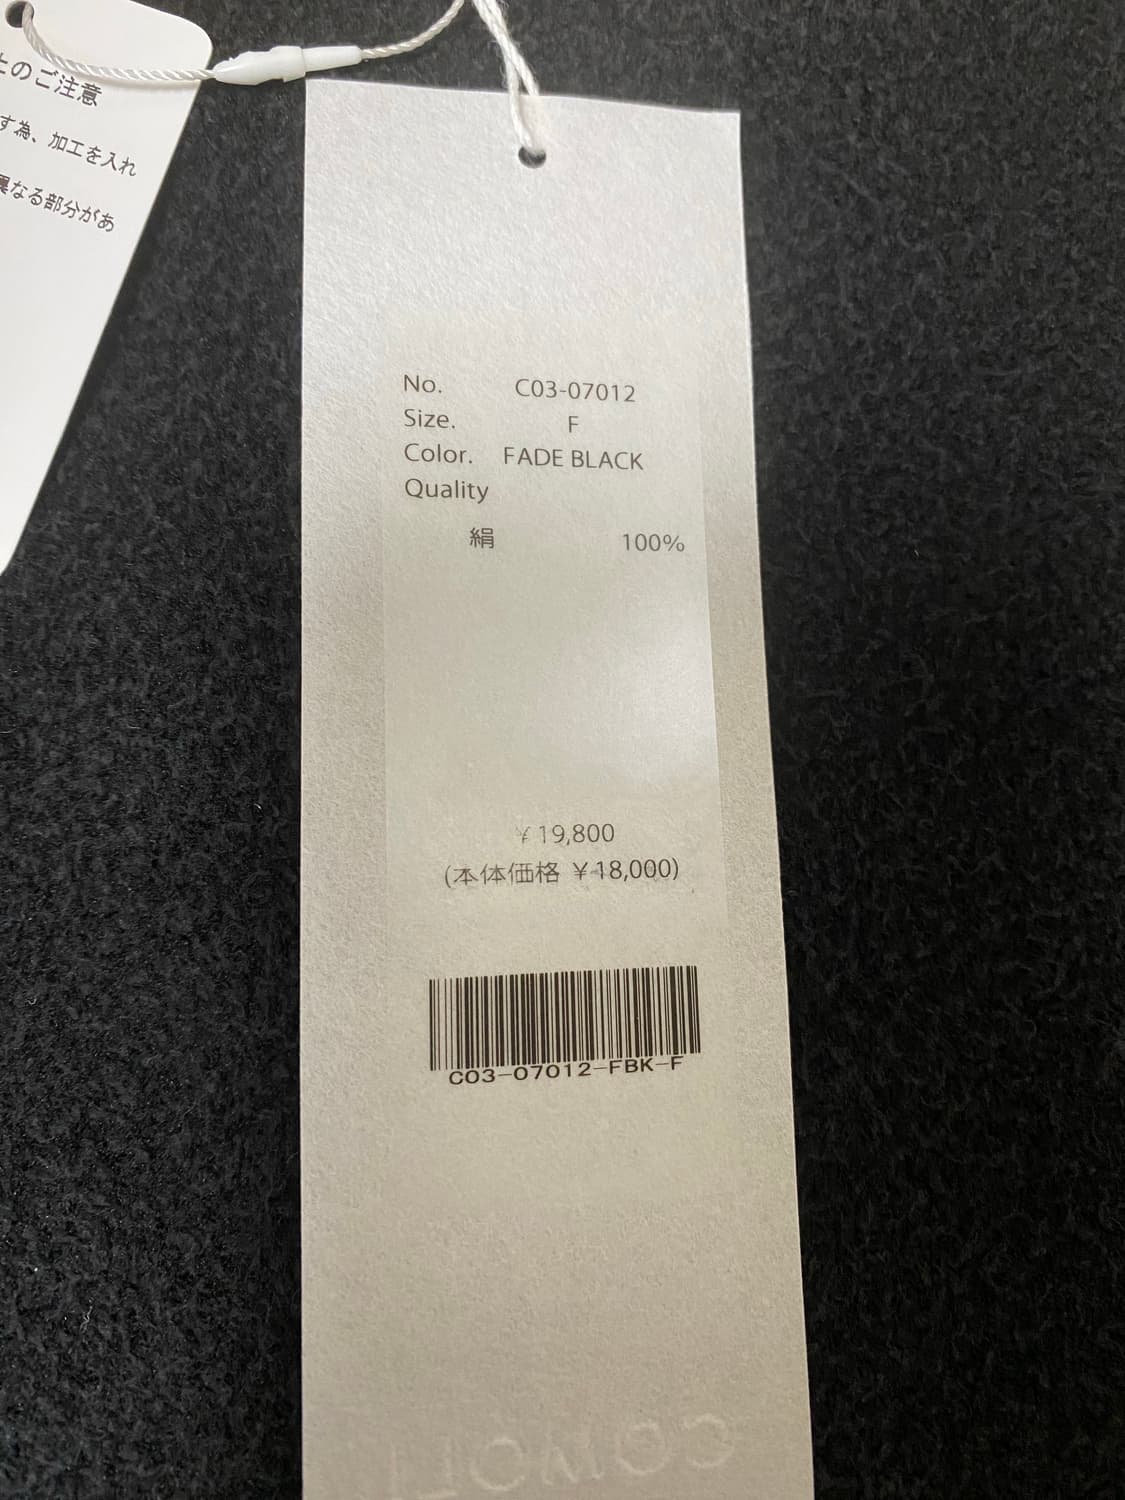 とのご注意
す為、加工を入れ
異なる部分があ
No. C03-07012
Size. F
Color. FADE BLACK
Quality
絹 100%
¥ 19,800
(本体価格 ¥18,000)
C03-07012-FBK-F
COMOLI